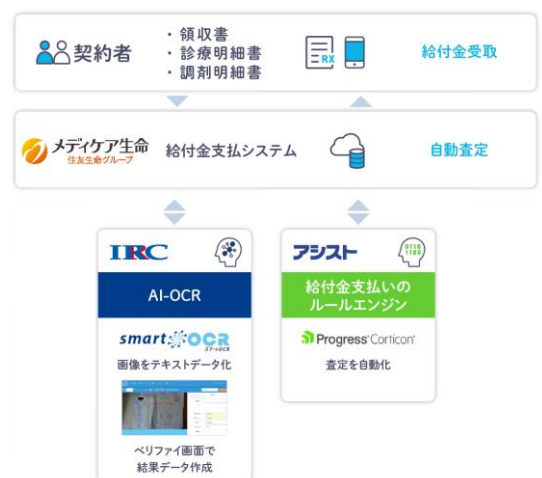 契約者
・領収書
・診療明細書
・調剤明細書
RX
給付金受取
メディケア生命
住友生命グループ
給付金支払システム
自動査定
IRC
AI-OCR
smart OCR
スマートOCR
画像をテキストデータ化
ベリファイ画面で
結果データ作成
アシスト
0110
1100
給付金支払いの
ルールエンジン
Progress® Corticon®
査定を自動化